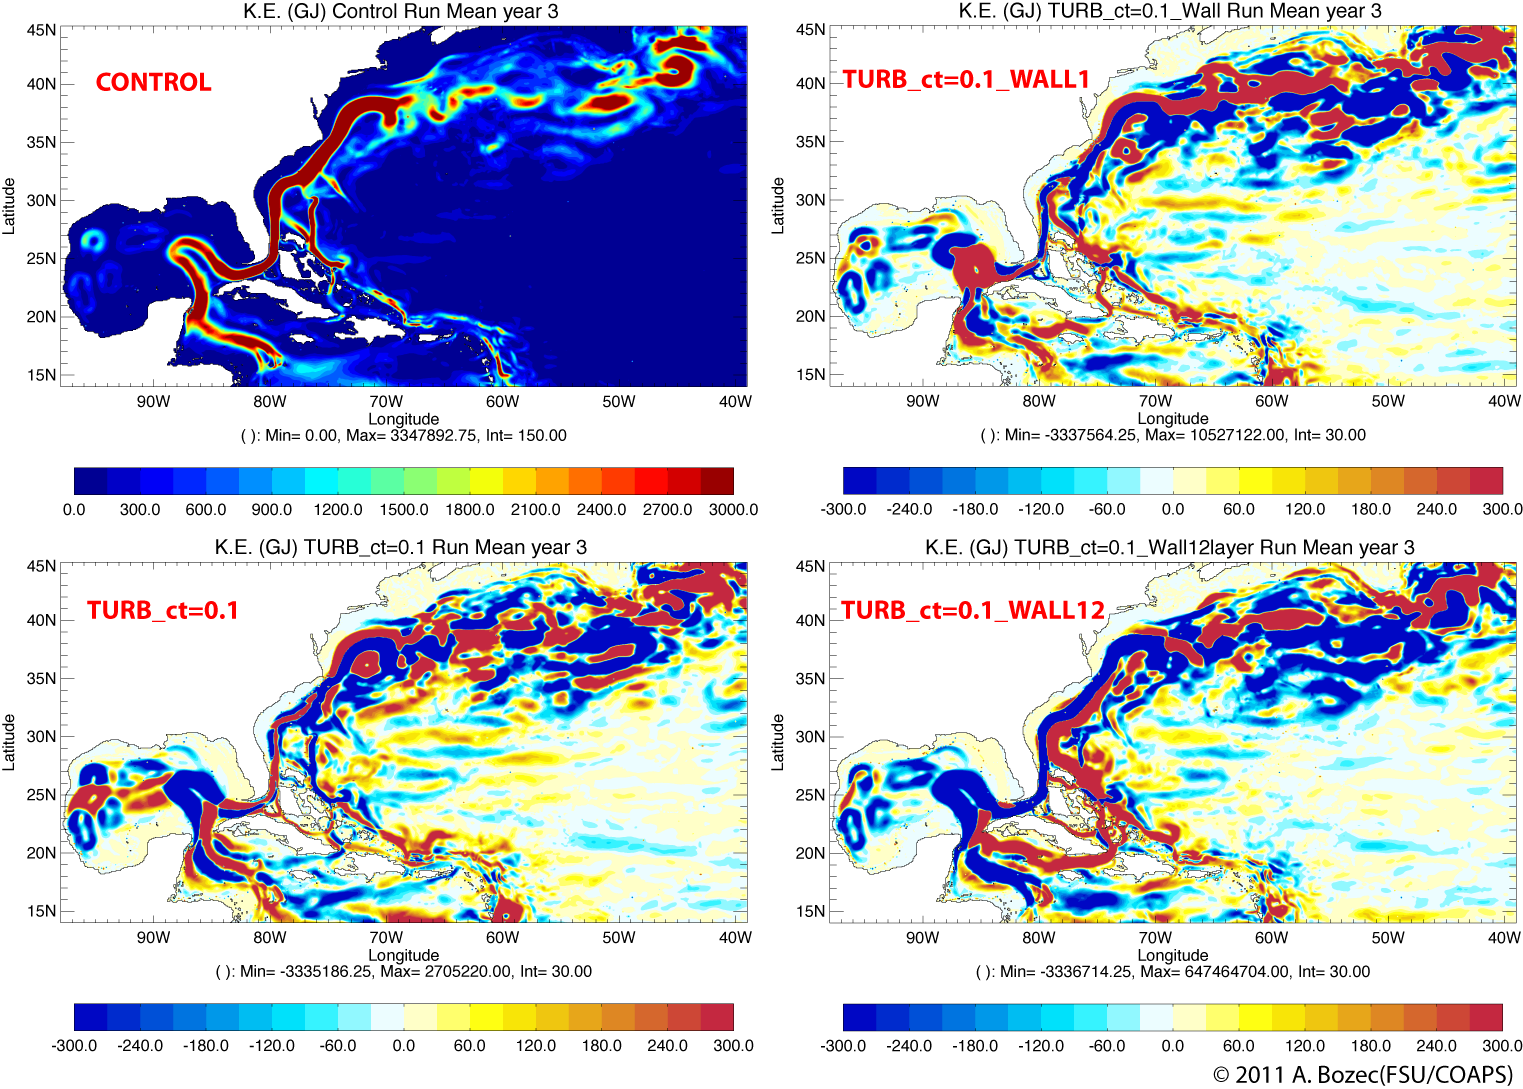 K.E. (GJ) Control Run Mean year 3
45N
40N
35N
30N
25N
20N
15N
Latitude
CONTROL
90W 80W 70W 60W 50W 40W
Longitude
( ): Min= 0.00, Max= 3347892.75, Int= 150.00
0.0 300.0 600.0 900.0 1200.0 1500.0 1800.0 2100.0 2400.0 2700.0 3000.0
K.E. (GJ) TURB_ct=0.1_Wall Run Mean year 3
45N
40N
35N
30N
25N
20N
15N
Latitude
TURB_ct=0.1_WALL1
90W 80W 70W 60W 50W 40W
Longitude
( ): Min= -3337564.25, Max= 10527122.00, Int= 30.00
-300.0 -240.0 -180.0 -120.0 -60.0 0.0 60.0 120.0 180.0 240.0 300.0
K.E. (GJ) TURB_ct=0.1 Run Mean year 3
45N
40N
35N
30N
25N
20N
15N
Latitude
TURB_ct=0.1
90W 80W 70W 60W 50W 40W
Longitude
( ): Min= -3335186.25, Max= 2705220.00, Int= 30.00
-300.0 -240.0 -180.0 -120.0 -60.0 0.0 60.0 120.0 180.0 240.0 300.0
K.E. (GJ) TURB_ct=0.1_Wall12layer Run Mean year 3
45N
40N
35N
30N
25N
20N
15N
Latitude
TURB_ct=0.1_WALL12
90W 80W 70W 60W 50W 40W
Longitude
( ): Min= -3336714.25, Max= 647464704.00, Int= 30.00
-300.0 -240.0 -180.0 -120.0 -60.0 0.0 60.0 120.0 180.0 240.0 300.0
© 2011 A. Bozec(FSU/COAPS)